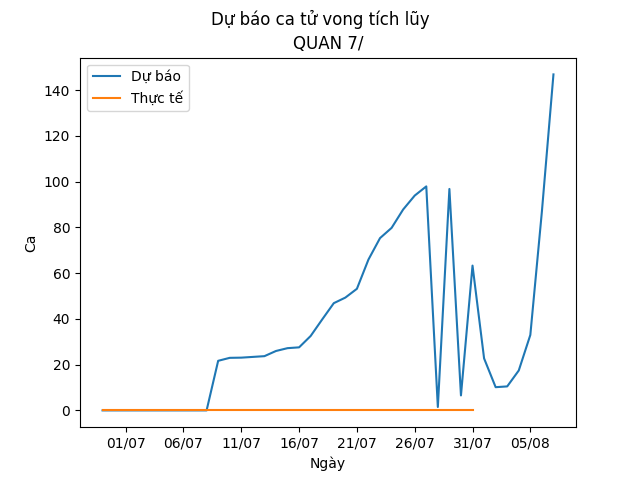 Dự báo ca tử vong tích lũy
QUAN 7/
Dự báo
Thực tế
Ca
140
120
100
80
60
40
20
0
01/07 06/07 11/07 16/07 21/07 26/07 31/07 05/08
Ngày